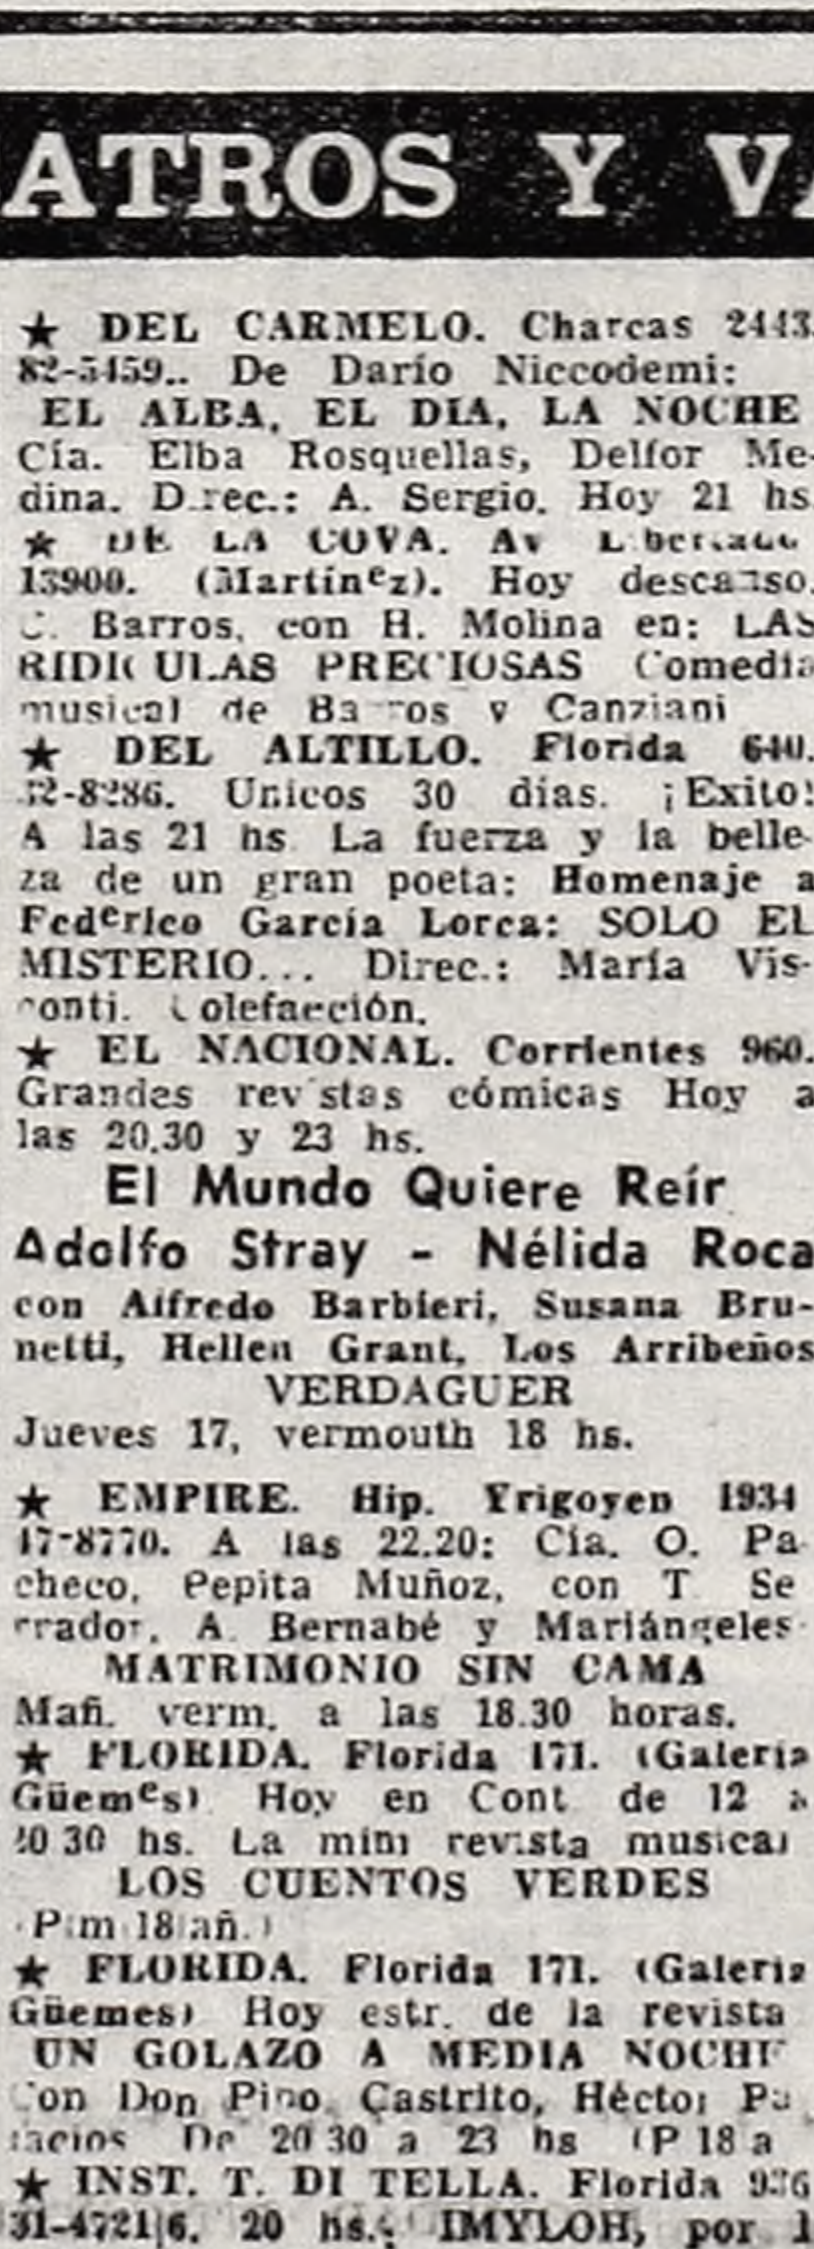 ATROS Y VA
★ DEL CARMELO. Charcas 2443.
82-5459.. De Darío Niccodemi:
EL ALBA, EL DIA, LA NOCHE
Cía. Elba Rosquellas, Delfor Me-
dina. D rec.: A. Sergio. Hoy 21 hs
★ DE LA COVA. Av
13900. (Martínez). Hoy descanso.
C. Barros, con H. Molina en: LAS
RIDICULAS PRECIOSAS Comedia
musical de Barros y Canziani
★ DEL ALTILLO. Florida 640.
32-8286. Unicos 30 días. ¡Exito!
A las 21 hs La fuerza y la belle-
za de un gran poeta: Homenaje a
Federico García Lorca: SOLO EL
MISTERIO... Direc.: María Vis-
conti. Colefacción.
★ EL NACIONAL. Corrientes 960.
Grandes rev stas cómicas Hoy a
las 20.30 y 23 hs.
El Mundo Quiere Reír
Adolfo Stray - Nélida Roca
con Alfredo Barbieri, Susana Bru-
netti, Hellen Grant, Los Arribeños
VERDAGUER
Jueves 17, vermouth 18 hs.
★ EMPIRE. Hip. Yrigoyen 1934
47-8770. A las 22.20: Cía. O. Pa-
checo, Pepita Muñoz, con T Se
rrador, A. Bernabé y Mariángeles
MATRIMONIO SIN CAMA
Mañ. verm. a las 18.30 horas.
★ FLORIDA. Florida 171. (Galería
Güemes) Hoy en Cont de 12 a
20 30 hs. La mini revista musical
LOS CUENTOS VERDES
(P m 18 añ.)
★ FLORIDA. Florida 171. (Galería
Güemes) Hoy estr. de la revista
UN GOLAZO A MEDIA NOCHE
Con Don Pino Castrito, Héctor Pa
lacios De 20 30 a 23 hs (P 18 a
★ INST. T. DI TELLA. Florida 936
31-4721|6. 20 hs.: IMYLOH, por 1